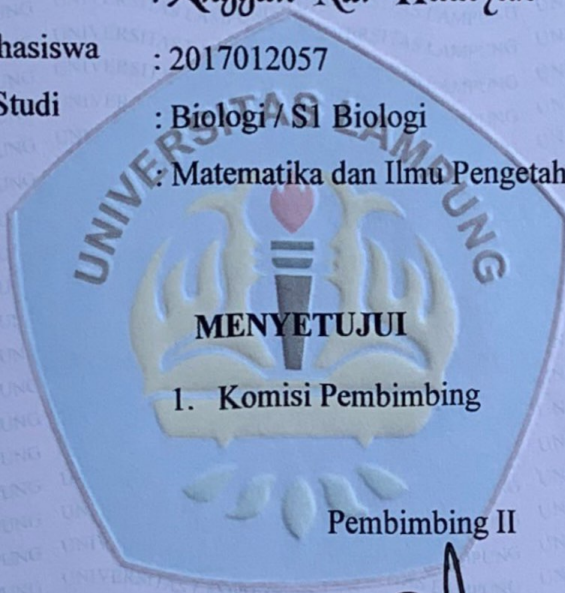 hasiswa : 2017012057
Studi : Biologi / S1 Biologi
: Matematika dan Ilmu Pengetah
UNIVERSITAS LAMPUNG
MENYETUJUI
1. Komisi Pembimbing
Pembimbing II